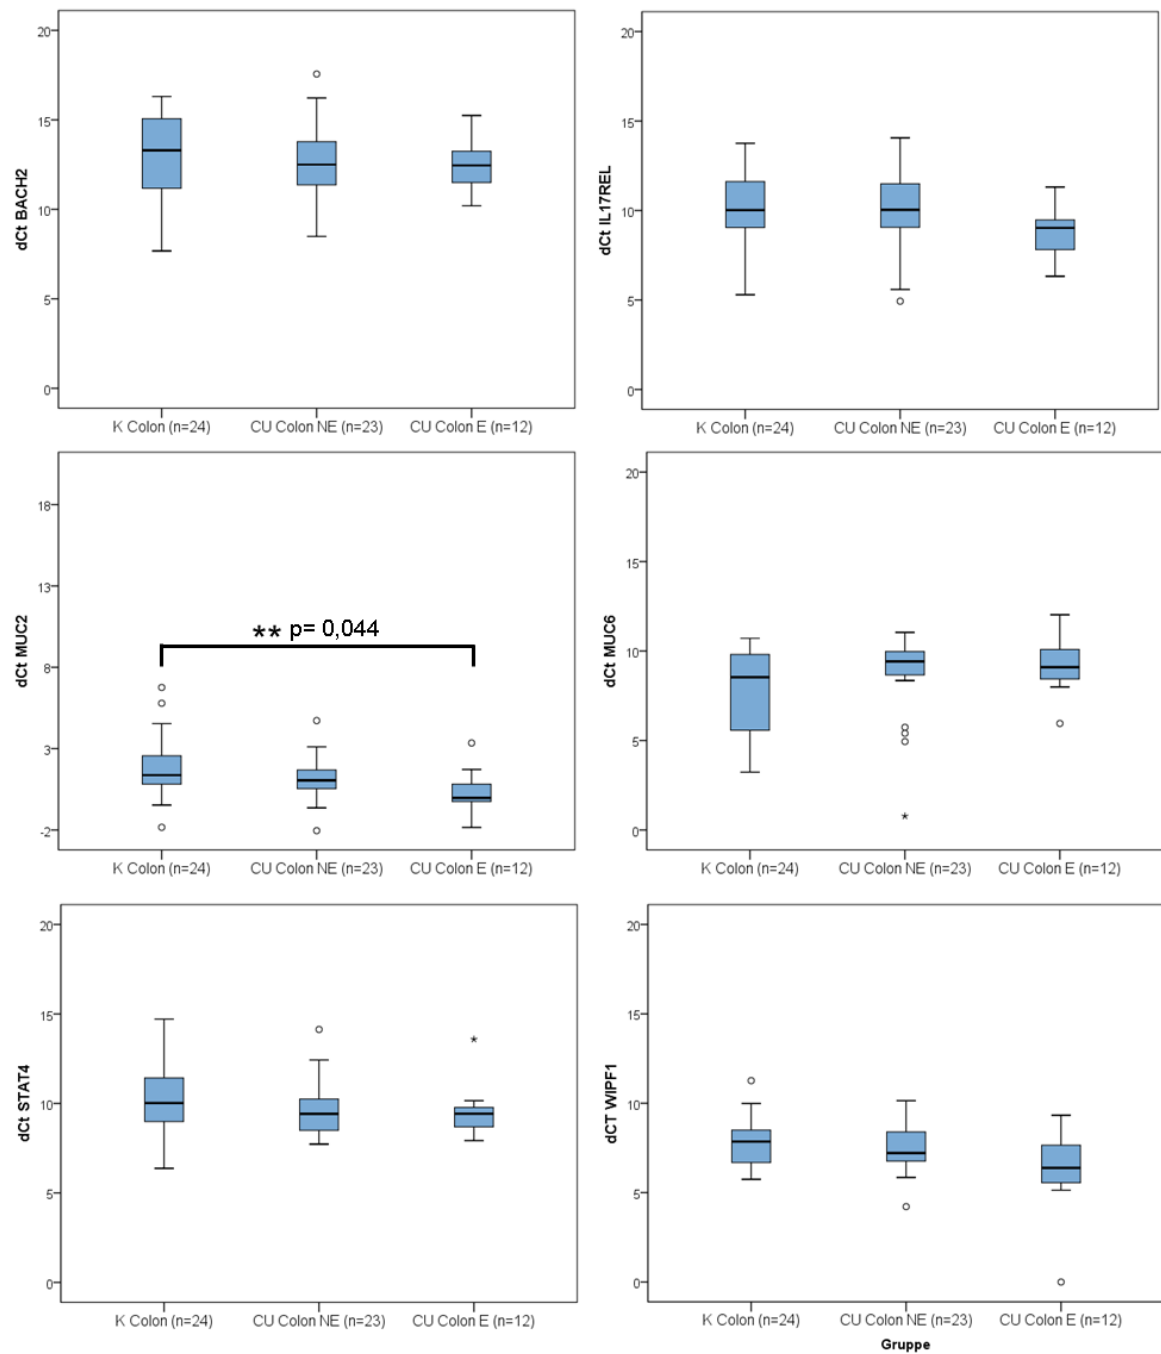 20
15
10
5
0
dCt BACH2
K Colon (n=24) CU Colon NE (n=23) CU Colon E (n=12)
20
15
10
5
0
dCt IL17REL
K Colon (n=24) CU Colon NE (n=23) CU Colon E (n=12)
18
13
8
3
-2
dCt MUC2
** p= 0,044
K Colon (n=24) CU Colon NE (n=23) CU Colon E (n=12)
20
15
10
5
0
dCt MUC6
*
K Colon (n=24) CU Colon NE (n=23) CU Colon E (n=12)
20
15
10
5
0
dCt STAT4
*
K Colon (n=24) CU Colon NE (n=23) CU Colon E (n=12)
20
15
10
5
0
dCT WIPF1
K Colon (n=24) CU Colon NE (n=23) CU Colon E (n=12)
Gruppe